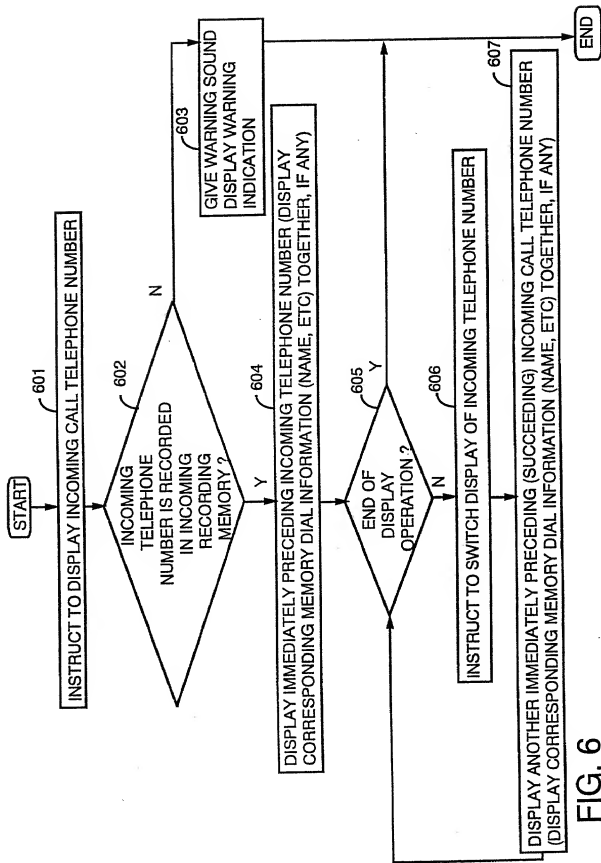 START
601
INSTRUCT TO DISPLAY INCOMING CALL TELEPHONE NUMBER
602
INCOMING
TELEPHONE
NUMBER IS RECORDED
IN INCOMING
RECORDING
MEMORY ?
N
603
GIVE WARNING SOUND
DISPLAY WARNING
INDICATION
Y
604
DISPLAY IMMEDIATELY PRECEDING INCOMING TELEPHONE NUMBER (DISPLAY
CORRESPONDING MEMORY DIAL INFORMATION (NAME, ETC) TOGETHER, IF ANY)
605
END OF
DISPLAY
OPERATION ?
Y
N
606
INSTRUCT TO SWITCH DISPLAY OF INCOMING TELEPHONE NUMBER
607
DISPLAY ANOTHER IMMEDIATELY PRECEDING (SUCCEEDING) INCOMING CALL TELEPHONE NUMBER
(DISPLAY CORRESPONDING MEMORY DIAL INFORMATION (NAME, ETC) TOGETHER, IF ANY)
END
FIG. 6